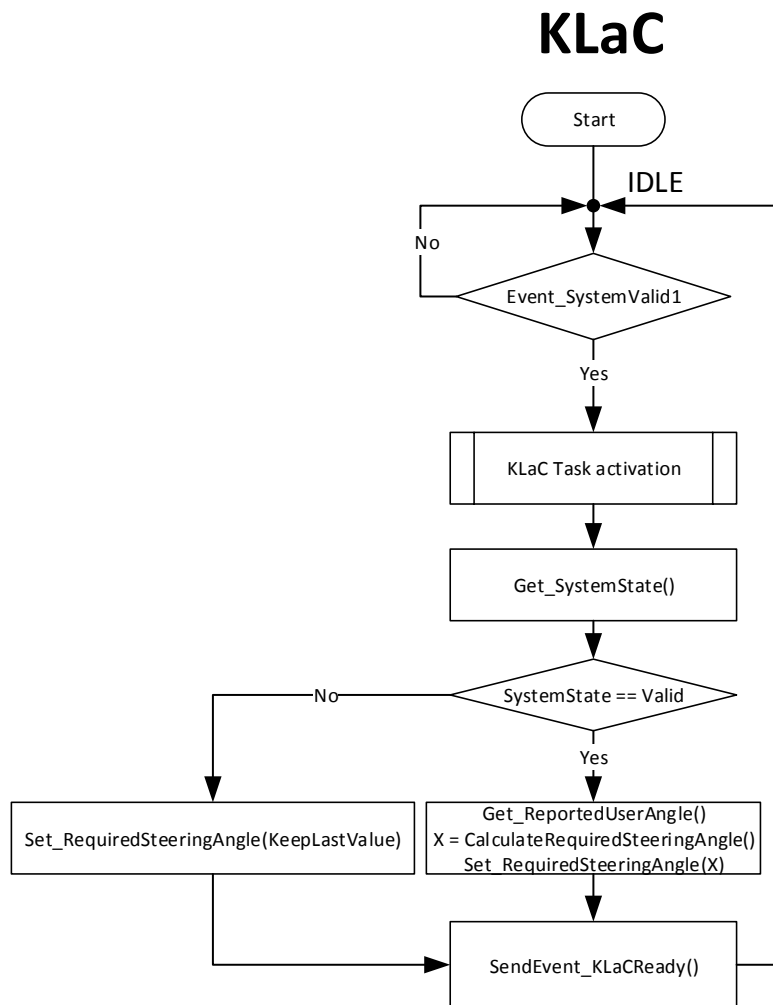 KLaC
Start
IDLE
No
Event_SystemValid1
Yes
KLaC Task activation
Get_SystemState()
No
SystemState == Valid
Yes
Set_RequiredSteeringAngle(KeepLastValue)
Get_ReportedUserAngle()
X = CalculateRequiredSteeringAngle()
Set_RequiredSteeringAngle(X)
SendEvent_KLaCReady()